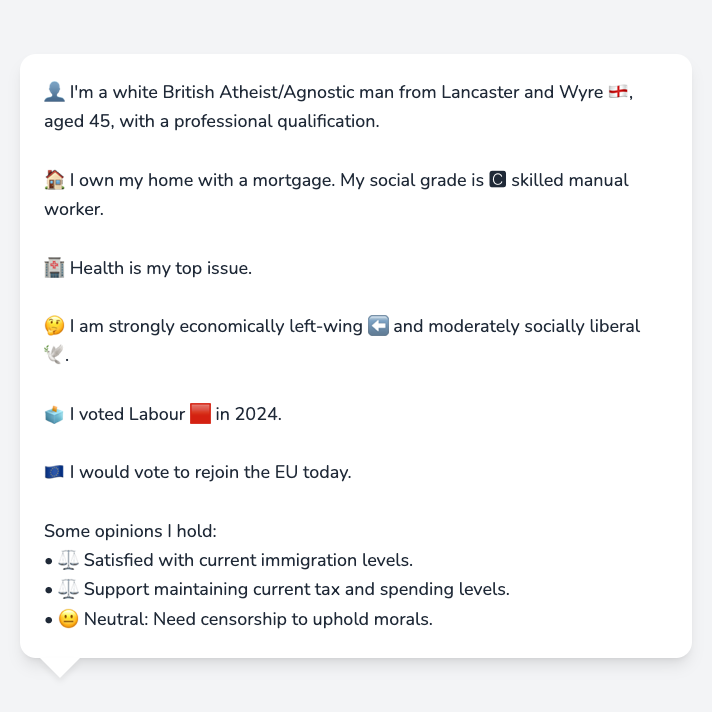 👤 I'm a white British Atheist/Agnostic man from Lancaster and Wyre 🏴󠁧󠁢󠁥󠁮󠁧󠁿,
aged 45, with a professional qualification.
🏠 I own my home with a mortgage. My social grade is 🅲 skilled manual
worker.
🏥 Health is my top issue.
🤔 I am strongly economically left-wing ⬅️ and moderately socially liberal
🕊️.
🗳️ I voted Labour 🟥 in 2024.
🇪🇺 I would vote to rejoin the EU today.
Some opinions I hold:
• ⚖️ Satisfied with current immigration levels.
• ⚖️ Support maintaining current tax and spending levels.
• 😐 Neutral: Need censorship to uphold morals.